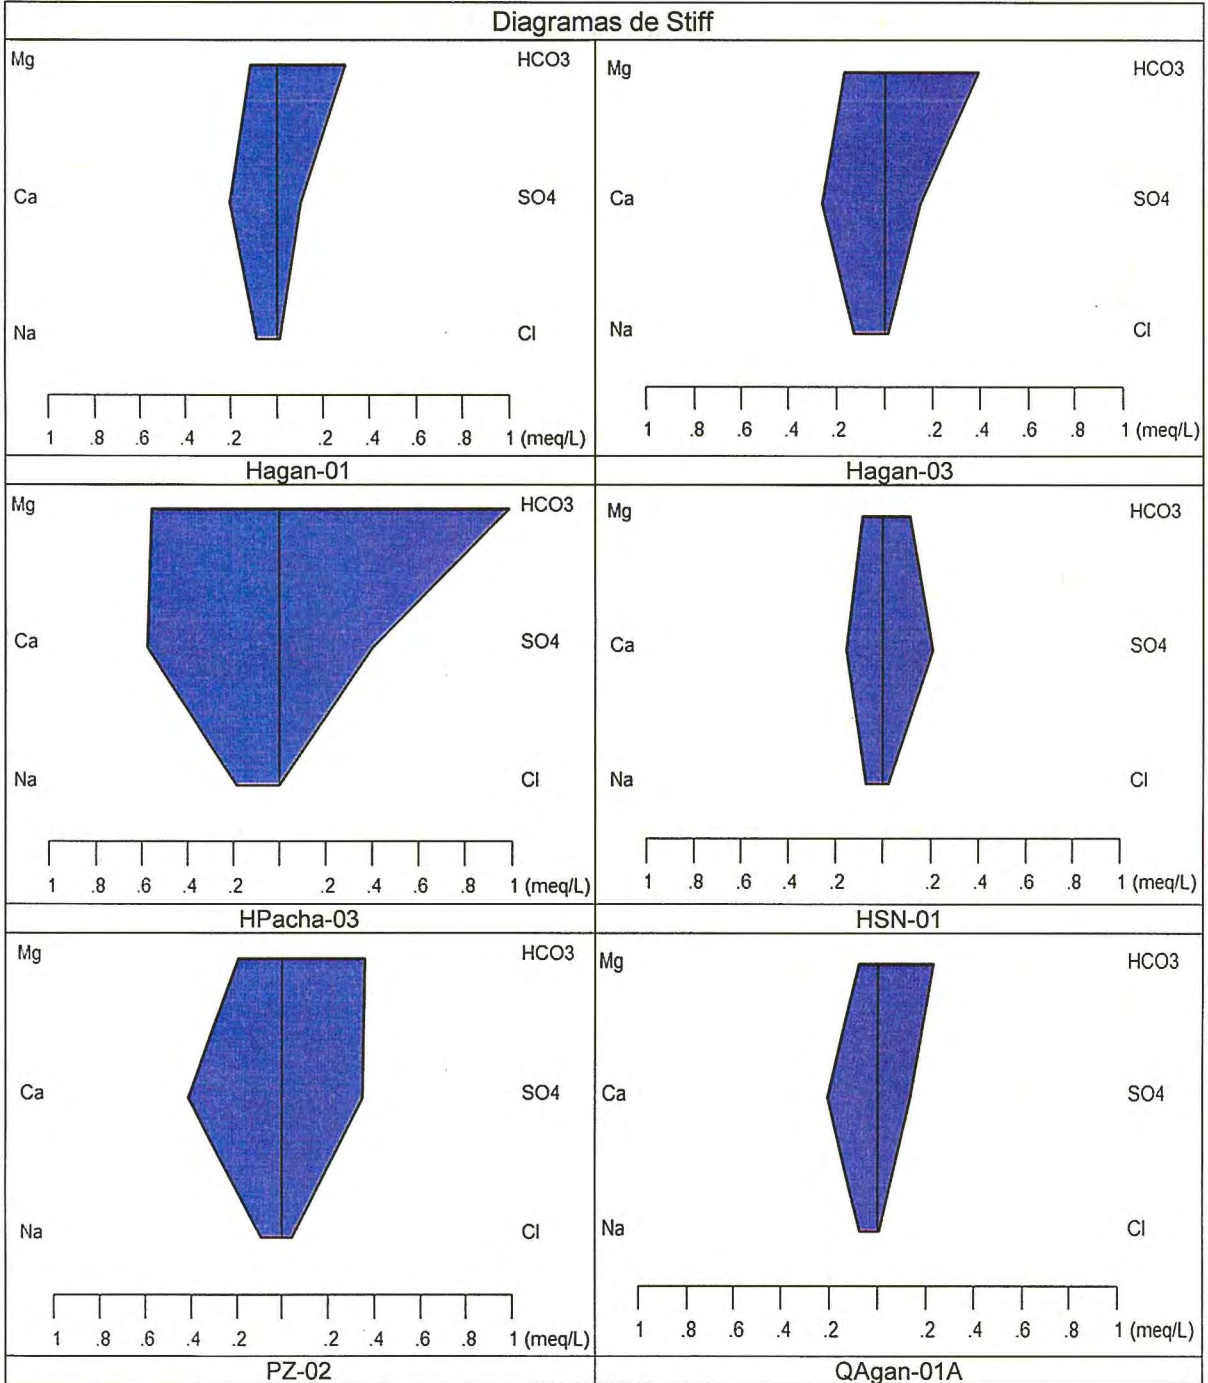 Diagramas de Stiff
Mg HCO3
Ca SO4
Na Cl
1 .8 .6 .4 .2 .2 .4 .6 .8 1 (meq/L)
Hagan-01
Mg HCO3
Ca SO4
Na Cl
1 .8 .6 .4 .2 .2 .4 .6 .8 1 (meq/L)
Hagan-03
Mg HCO3
Ca SO4
Na Cl
1 .8 .6 .4 .2 .2 .4 .6 .8 1 (meq/L)
HPacha-03
Mg HCO3
Ca SO4
Na Cl
1 .8 .6 .4 .2 .2 .4 .6 .8 1 (meq/L)
HSN-01
Mg HCO3
Ca SO4
Na Cl
1 .8 .6 .4 .2 .2 .4 .6 .8 1 (meq/L)
PZ-02
Mg HCO3
Ca SO4
Na Cl
1 .8 .6 .4 .2 .2 .4 .6 .8 1 (meq/L)
QAgan-01A